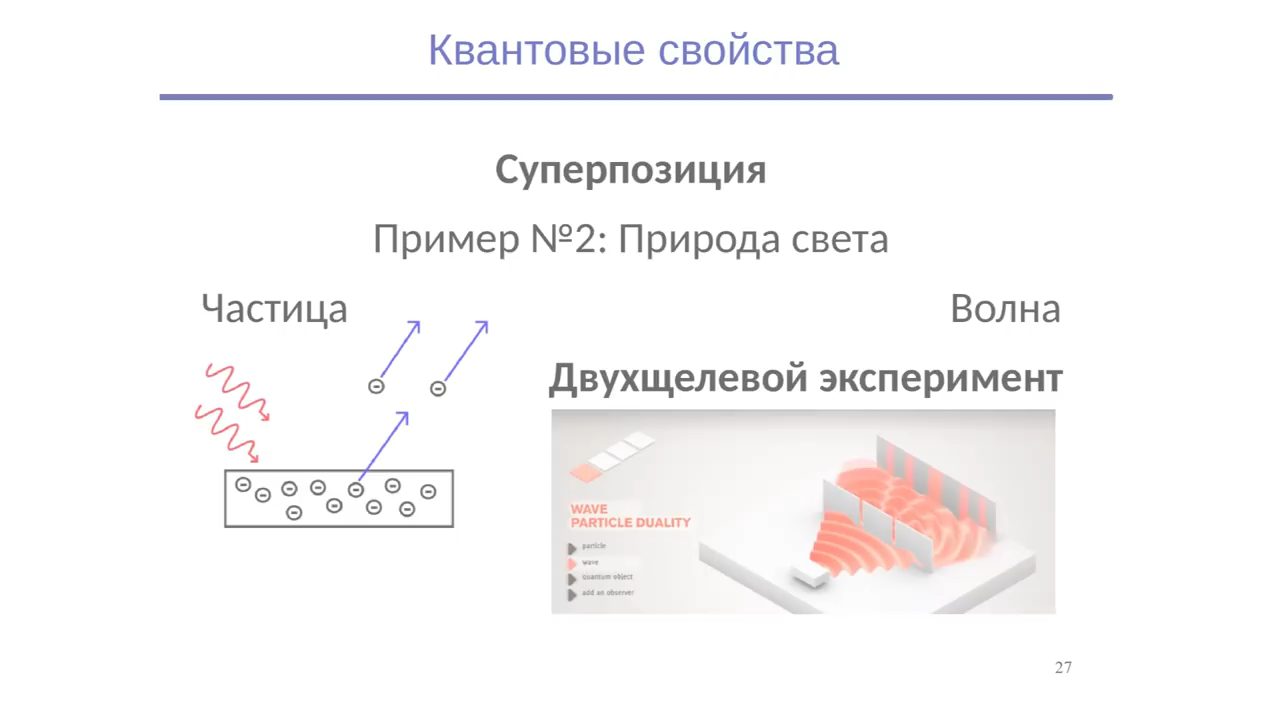 Квантовые свойства
Суперпозиция
Пример №2: Природа света
Частица
Волна
Двухщелевой эксперимент
WAVE
PARTICLE DUALITY
particle
wave
quantum object
add an observer
27